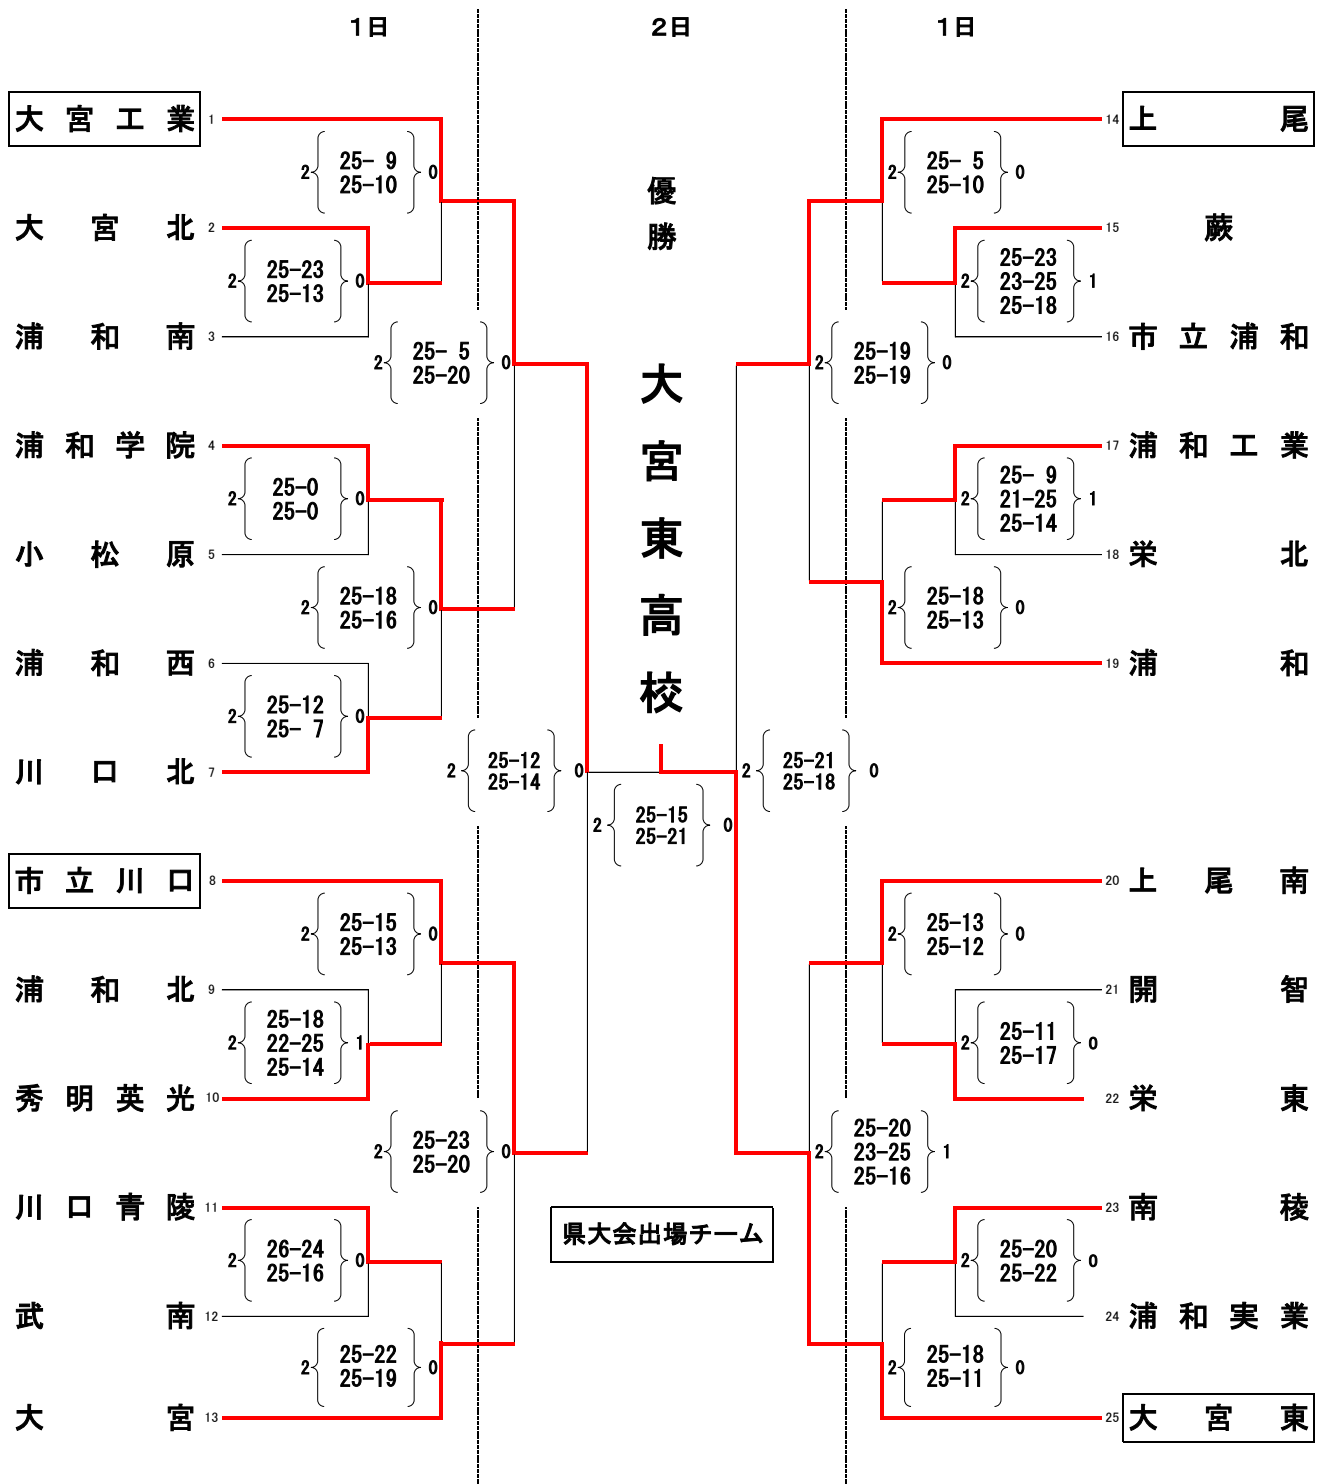 1日 2日 1日
大宮工業 1
2 25- 9 0
25-10
大宮北 2
2 25-23 0
25-13
浦和南 3
2 25- 5 0
25-20
浦和学院 4
2 25-0 0
25-0
小松原 5
2 25-18 0
25-16
浦和西 6
2 25-12 0
25- 7
川口北 7
2 25-12 0
25-14
市立川口 8
2 25-15 0
25-13
浦和北 9
2 25-18 1
22-25
25-14
秀明英光 10
2 25-23 0
25-20
川口青陵 11
2 26-24 0
25-16
武南 12
2 25-22 0
25-19
大宮 13
優勝
大宮東高校
2 25-15 0
25-21
県大会出場チーム
14 上尾
2 25- 5 0
25-10
15 蕨
2 25-23 1
23-25
25-18
16 市立浦和
2 25-19 0
25-19
17 浦和工業
2 25- 9 1
21-25
25-14
18 栄北
2 25-18 0
25-13
19 浦和
2 25-21 0
25-18
20 上尾南
2 25-13 0
25-12
21 開智
2 25-11 0
25-17
22 栄東
2 25-20 1
23-25
25-16
23 南稜
2 25-20 0
25-22
24 浦和実業
2 25-18 0
25-11
25 大宮東